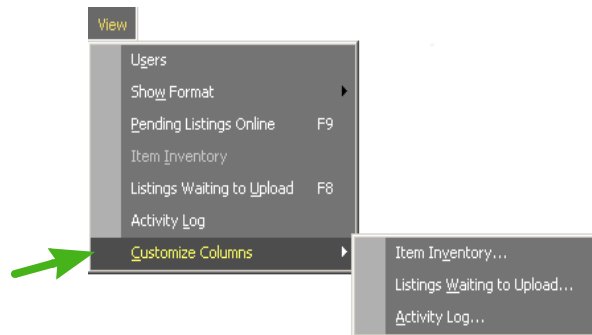 View
Users
Show Format
Pending Listings Online F9
Item Inventory
Listings Waiting to Upload F8
Activity Log
Customize Columns
Item Inventory...
Listings Waiting to Upload...
Activity Log...